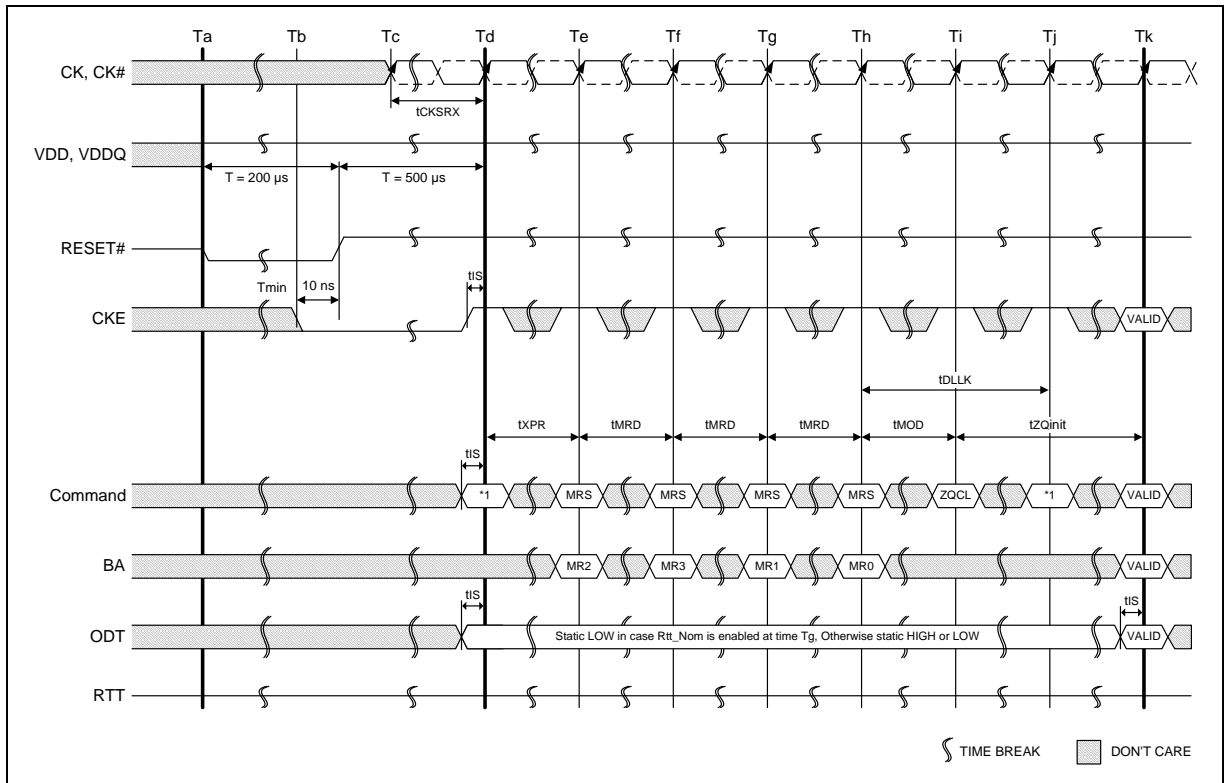 Ta Tb Tc Td Te Tf Tg Th Ti Tj Tk
CK, CK#
tCKSRX
VDD, VDDQ
T = 200 µs T = 500 µs
RESET#
Tmin 10 ns tIS
CKE VALID
tDLLK
tXPR tMRD tMRD tMRD tMOD tZQinit
tIS
Command *1 MRS MRS MRS MRS ZQCL *1 VALID
BA MR2 MR3 MR1 MR0 VALID
tIS tIS
ODT Static LOW in case Rtt_Nom is enabled at time Tg, Otherwise static HIGH or LOW VALID
RTT
TIME BREAK DON'T CARE